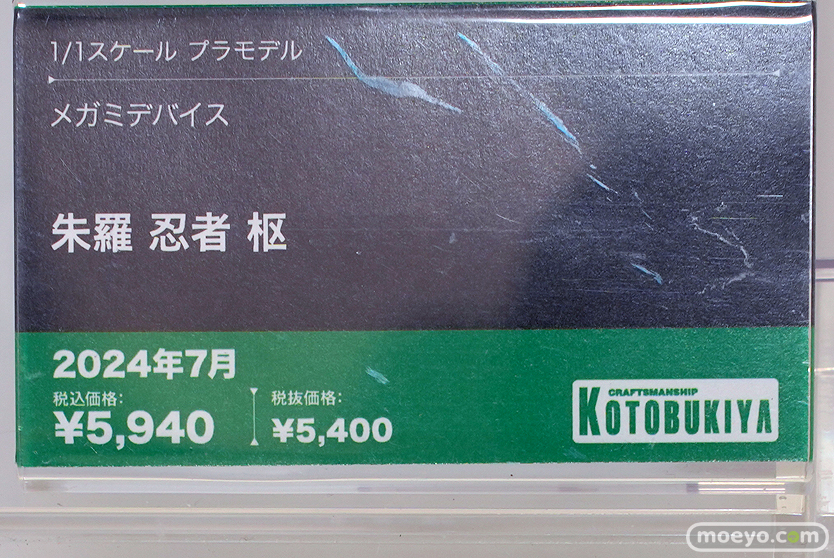 1/1スケール プラモデル
メガミデバイス
朱羅 忍者 枢
2024年7月
税込価格:
¥5,940
税抜価格:
¥5,400
CRAFTSMANSHIP
KOTOBUKIYA
moeyo.com